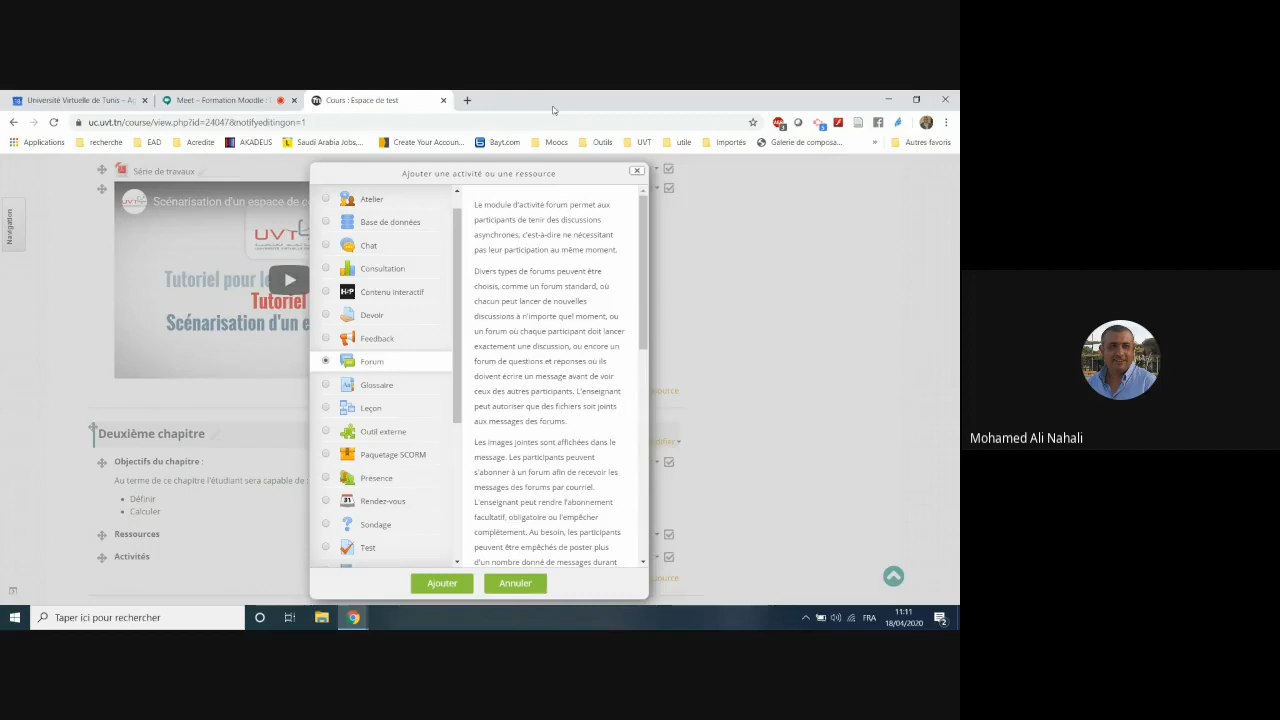 Université Virtuelle de Tunis – Ac
Meet – Formation Moodle :
Cours : Espace de test
uc.uvt.tn/course/view.php?id=24047&notifyediting on=1
Applications
recherche
EAD
Acredite
AKADEUS
Saudi Arabia Jobs,...
Create Your Accoun...
Bayt.com
Moocs
Outils
UVT
utile
Importés
Galerie de composa...
»
Autres favoris
Navigation
Série de travaux
Scénarisation d'un espace de co
UVT
Tutoriel pour le
Tutoriel
Scénarisation d'un e
Deuxième chapitre
Objectifs du chapitre :
Au terme de ce chapitre l'étudiant sera capable de :
Définir
Calculer
Ressources
Activités
Ajouter une activité ou une ressource
Atelier
Base de données
Chat
Consultation
H-P
Contenu interactif
Devoir
Feedback
Forum
Glossaire
Leçon
Outil externe
Paquetage SCORM
Présence
31
Rendez-vous
Sondage
Test
Le module d'activité forum permet aux
participants de tenir des discussions
asynchrones, c'est-à-dire ne nécessitant
pas leur participation au même moment.
Divers types de forums peuvent être
choisis, comme un forum standard, où
chacun peut lancer de nouvelles
discussions à n'importe quel moment, ou
un forum où chaque participant doit lancer
exactement une discussion, ou encore un
forum de questions et réponses où ils
doivent écrire un message avant de voir
ceux des autres participants. L'enseignant
peut autoriser que des fichiers soit joints
aux messages des forums.
Les images jointes sont affichées dans le
message. Les participants peuvent
s'abonner à un forum afin de recevoir les
messages des forums par courriel.
L'enseignant peut rendre l'abonnement
facultatif, obligatoire ou l'empêcher
complètement. Au besoin, les participants
peuvent être empêchés de poster plus
d'un nombre donné de messages durant
Ajouter
Annuler
source
source
Taper ici pour rechercher
FRA
11:11
18/04/2020
2
Mohamed Ali Nahali